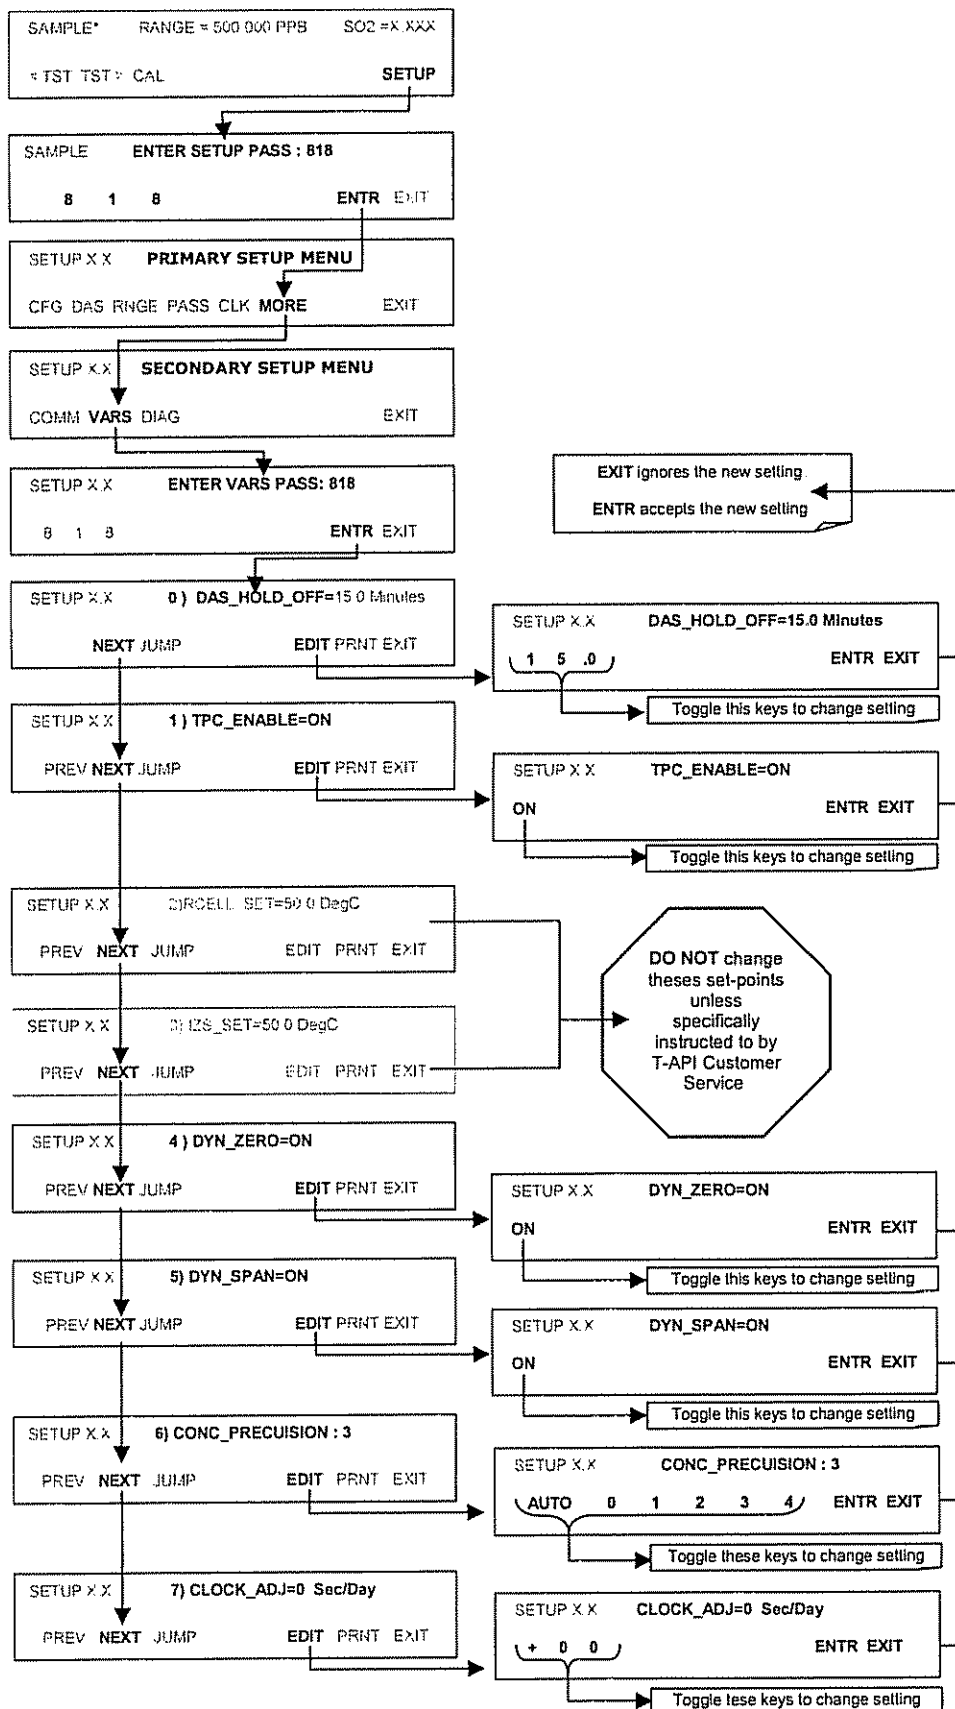 SAMPLE* RANGE = 500.000 PPB SO2 =X.XXX
< TST TST > CAL SETUP
SAMPLE ENTER SETUP PASS : 818
8 1 8 ENTR EXIT
SETUP X.X PRIMARY SETUP MENU
CFG DAS RNGE PASS CLK MORE EXIT
SETUP X.X SECONDARY SETUP MENU
COMM VARS DIAG EXIT
SETUP X.X ENTER VARS PASS: 818
8 1 8 ENTR EXIT
EXIT ignores the new setting.
ENTR accepts the new setting
SETUP X.X 0 ) DAS_HOLD_OFF=15.0 Minutes
NEXT JUMP EDIT PRNT EXIT
SETUP X.X DAS_HOLD_OFF=15.0 Minutes
1 5 .0 ENTR EXIT
Toggle this keys to change setting
SETUP X.X 1 ) TPC_ENABLE=ON
PREV NEXT JUMP EDIT PRNT EXIT
SETUP X.X TPC_ENABLE=ON
ON ENTR EXIT
Toggle this keys to change setting
SETUP X.X 2)RCELL_SET=50.0 DegC
PREV NEXT JUMP EDIT PRNT EXIT
SETUP X.X 3) IZS_SET=50.0 DegC
PREV NEXT JUMP EDIT PRNT EXIT
DO NOT change
theses set-points
unless
specifically
instructed to by
T-API Customer
Service
SETUP X.X 4 ) DYN_ZERO=ON
PREV NEXT JUMP EDIT PRNT EXIT
SETUP X.X DYN_ZERO=ON
ON ENTR EXIT
Toggle this keys to change setting
SETUP X.X 5) DYN_SPAN=ON
PREV NEXT JUMP EDIT PRNT EXIT
SETUP X.X DYN_SPAN=ON
ON ENTR EXIT
Toggle this keys to change setting
SETUP X.X 6) CONC_PRECUISION : 3
PREV NEXT JUMP EDIT PRNT EXIT
SETUP X.X CONC_PRECUISION : 3
AUTO 0 1 2 3 4 ENTR EXIT
Toggle these keys to change setting
SETUP X.X 7) CLOCK_ADJ=0 Sec/Day
PREV NEXT JUMP EDIT PRNT EXIT
SETUP X.X CLOCK_ADJ=0 Sec/Day
+ 0 0 ENTR EXIT
Toggle tese keys to change setting